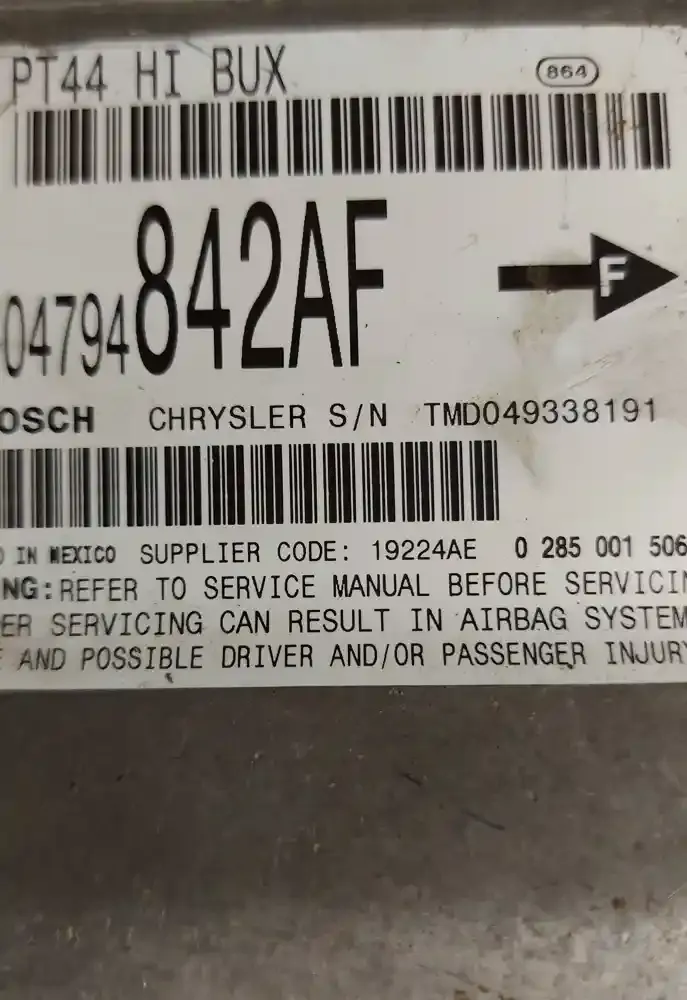 PT44 HI BUX 864
04794842AF F
OSCH CHRYSLER S/N TMD049338191
D IN MEXICO SUPPLIER CODE: 19224AE 0 285 001 506
NG:REFER TO SERVICE MANUAL BEFORE SERVICIN
ER SERVICING CAN RESULT IN AIRBAG SYSTEM
E AND POSSIBLE DRIVER AND/OR PASSENGER INJURY